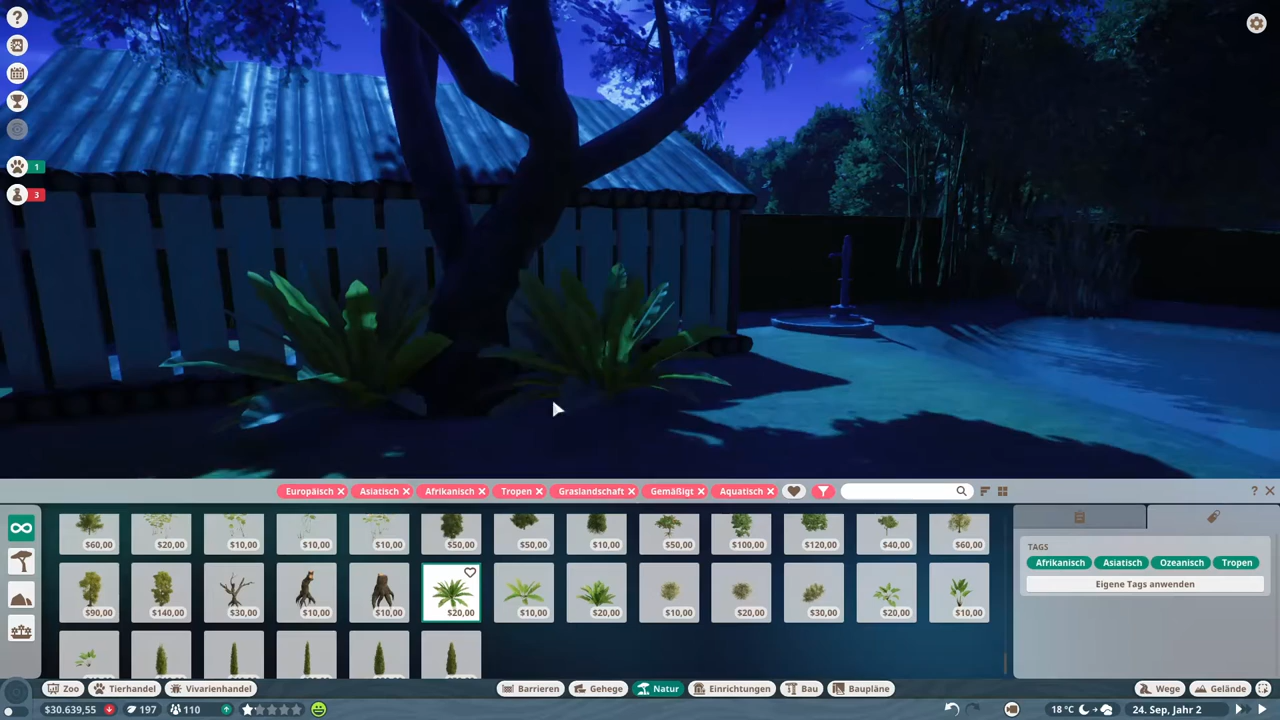 ?
1
3
Europäisch ✕ Asiatisch ✕ Afrikanisch ✕ Tropen ✕ Graslandschaft ✕ Gemäßigt ✕ Aquatisch ✕
? ✕
$60,00 $20,00 $10,00 $10,00 $10,00 $50,00 $50,00 $10,00 $50,00 $100,00 $120,00 $40,00 $60,00
$90,00 $140,00 $30,00 $10,00 $10,00 $20,00 $10,00 $20,00 $10,00 $20,00 $30,00 $20,00 $10,00
TAGS
Afrikanisch Asiatisch Ozeanisch Tropen
Eigene Tags anwenden
Zoo Tierhandel Vivarienhandel Barrieren Gehege Natur Einrichtungen Bau Baupläne Wege Gelände
$30.639,55 197 110 18 °C 24. Sep, Jahr 2